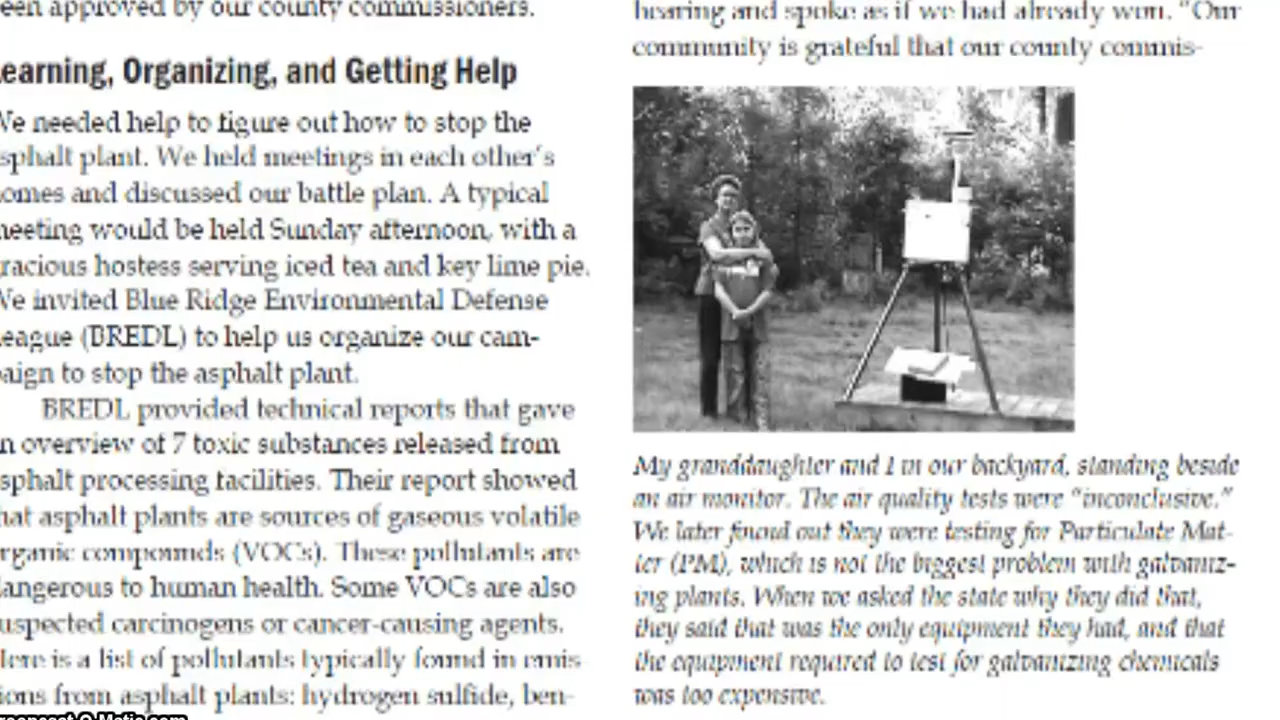 een approved by our county commissioners.
earning, Organizing, and Getting Help
We needed help to figure out how to stop the
sphalt plant. We held meetings in each other's
omes and discussed our battle plan. A typical
eeting would be held Sunday afternoon, with a
racious hostess serving iced tea and key lime pie.
We invited Blue Ridge Environmental Defense
eague (BREDL) to help us organize our cam-
aign to stop the asphalt plant.
BREDL provided technical reports that gave
n overview of 7 toxic substances released from
sphalt processing facilities. Their report showed
hat asphalt plants are sources of gaseous volatile
rganic compounds (VOCs). These pollutants are
angerous to human health. Some VOCs are also
uspected carcinogens or cancer-causing agents.
Here is a list of pollutants typically found in emis
ions from asphalt plants: hydrogen sulfide, ben-
hearing and spoke as if we had already won. "Our
community is grateful that our county commis-
My granddaughter and I in our backyard, standing beside
an air monitor. The air quality tests were "inconclusive."
We later found out they were testing for Particulate Mat-
ter (PM), which is not the biggest problem with galvaniz-
ing plants. When we asked the state why they did that,
they said that was the only equipment they had, and that
the equipment required to test for galvanizing chemicals
was too expensive.